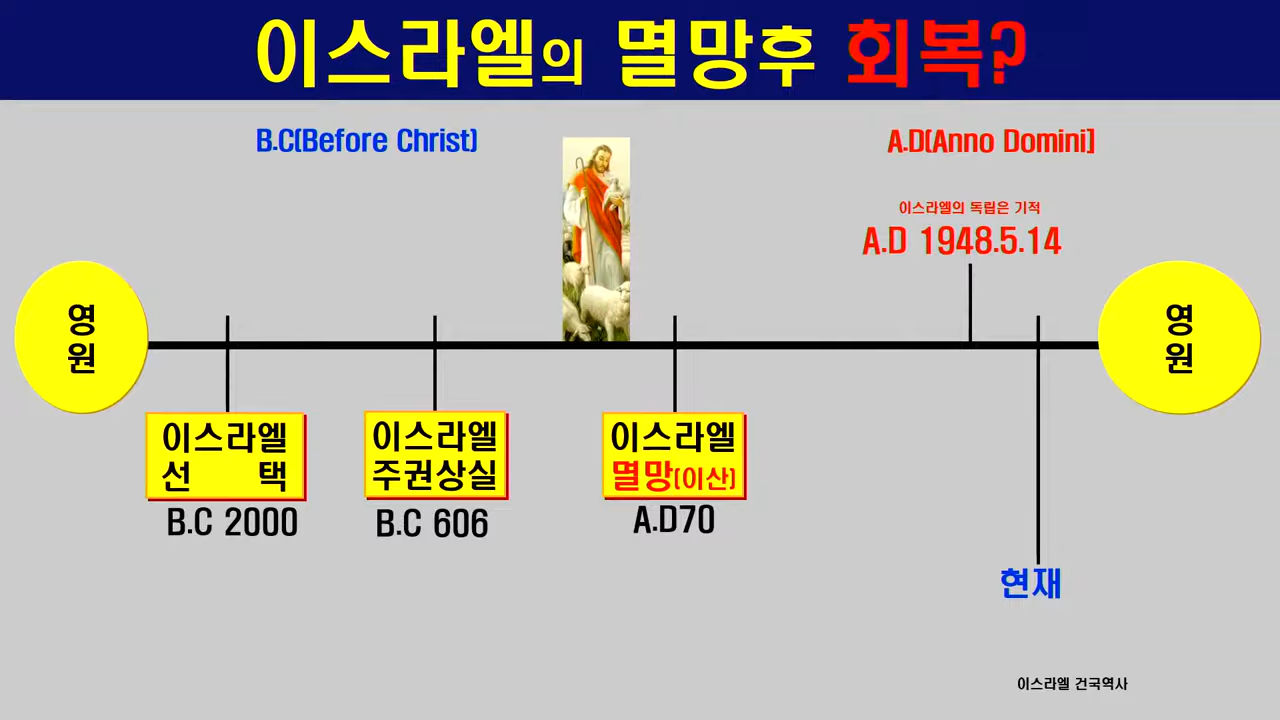 이스라엘의 멸망후 회복?
B.C(Before Christ)
A.D(Anno Domini]
이스라엘의 독립은 기적
A.D 1948.5.14
영
원
영
원
이스라엘
선 택
B.C 2000
이스라엘
주권상실
B.C 606
이스라엘
멸망(이산)
A.D70
현재
이스라엘 건국역사